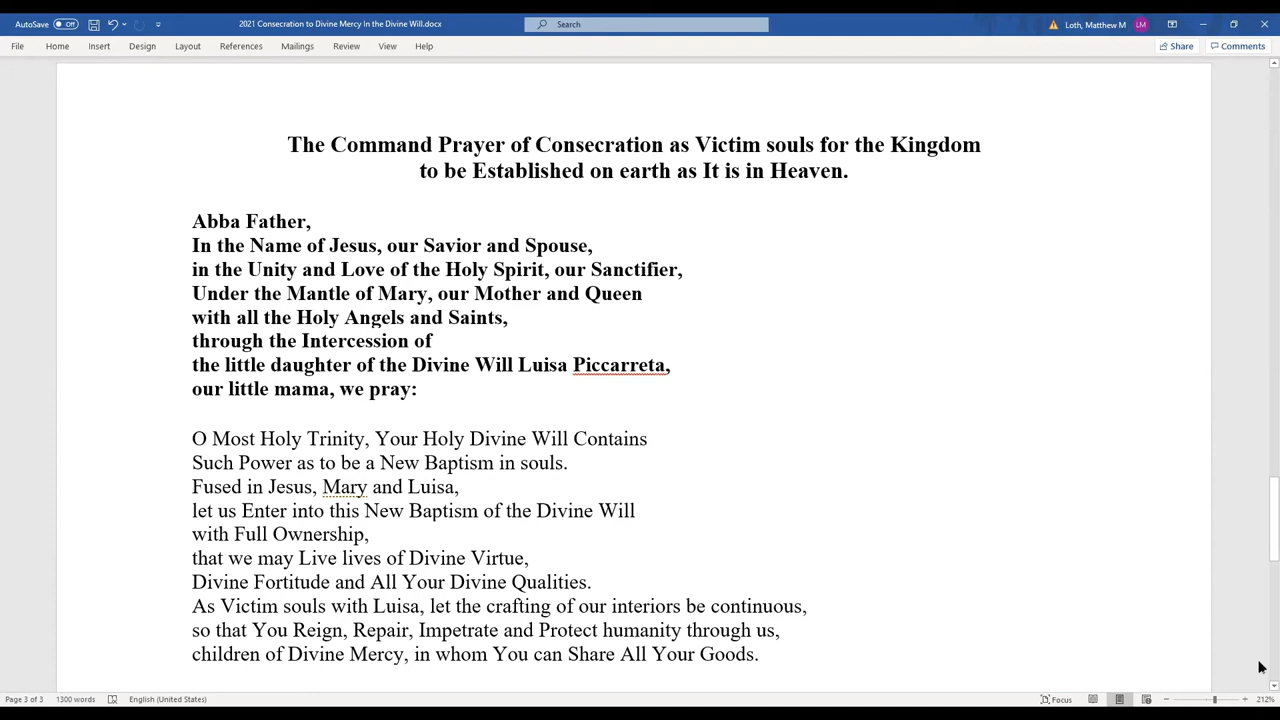 AutoSave Off 2021 Consecration to Divine Mercy In the Divine Will.docx Search Loth, Matthew M LM
File Home Insert Design Layout References Mailings Review View Help Share Comments
The Command Prayer of Consecration as Victim souls for the Kingdom
to be Established on earth as It is in Heaven.
Abba Father,
In the Name of Jesus, our Savior and Spouse,
in the Unity and Love of the Holy Spirit, our Sanctifier,
Under the Mantle of Mary, our Mother and Queen
with all the Holy Angels and Saints,
through the Intercession of
the little daughter of the Divine Will Luisa Piccarreta,
our little mama, we pray:
O Most Holy Trinity, Your Holy Divine Will Contains
Such Power as to be a New Baptism in souls.
Fused in Jesus, Mary and Luisa,
let us Enter into this New Baptism of the Divine Will
with Full Ownership,
that we may Live lives of Divine Virtue,
Divine Fortitude and All Your Divine Qualities.
As Victim souls with Luisa, let the crafting of our interiors be continuous,
so that You Reign, Repair, Impetrate and Protect humanity through us,
children of Divine Mercy, in whom You can Share All Your Goods.
Page 3 of 3 1300 words English (United States) Focus 212%